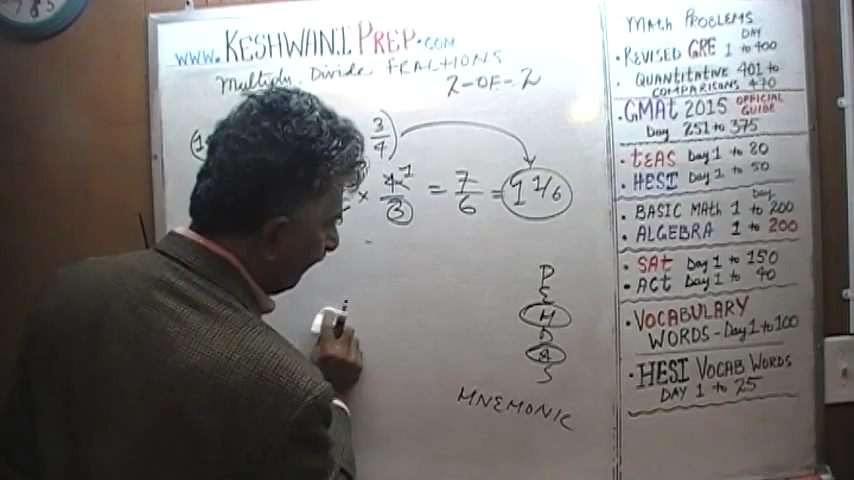 www.KESHWANI PREP.COM
Multiply, Divide FRACTIONS
2-OF-2
3/4)
× 4 1/3 = 7/6 = 1 1/6
P
E
M
D
A
S
MNEMONIC
MATH PROBLEMS
DAY
• REVISED GRE 1 to 400
• QUANTITATIVE 401 to
COMPARISONS 470
• GMAt 2015 OFFICIAL
GUIDE
Day 251 to 375
• tEAS Day 1 to 80
• HESI Day 1 to 50
Day
• BASIC MAth 1 to 200
• ALGEBRA 1 to 200
• SAt Day 1 to 150
• ACt Day 1 to 40
• VOCABULARY
WORDS - Day 1 to 100
• HESI VOCAB WORDS
DAY 1 to 25